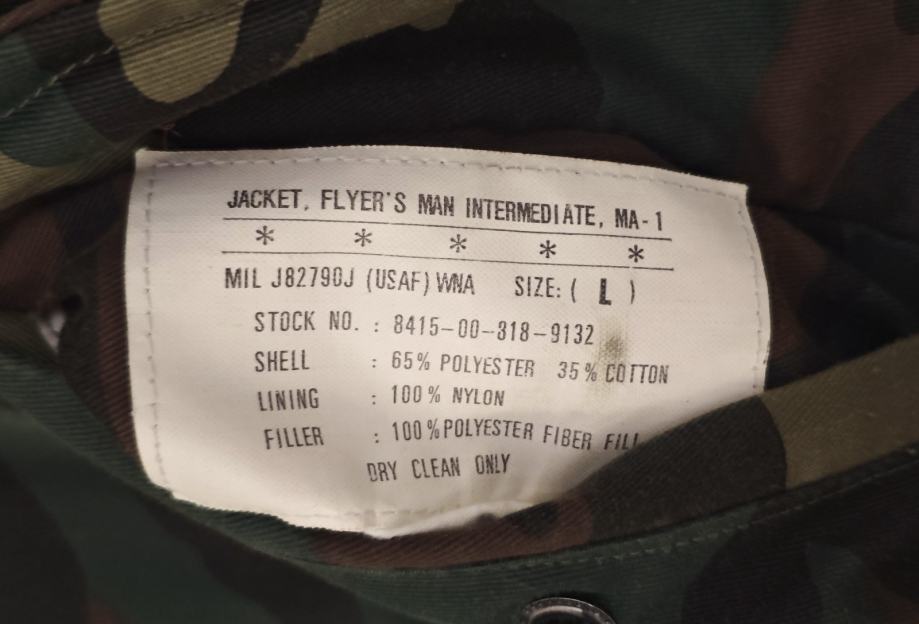 JACKET, FLYER'S MAN INTERMEDIATE, MA-1
* * * * *
MIL J82790J (USAF) WNA SIZE: ( L )
STOCK NO. : 8415-00-318-9132
SHELL : 65% POLYESTER 35% COTTON
LINING : 100% NYLON
FILLER : 100% POLYESTER FIBER FILL
DRY CLEAN ONLY